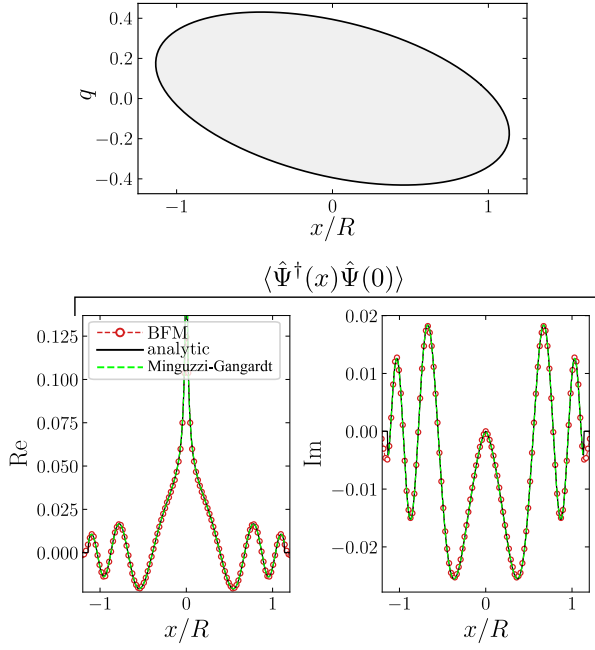 0.4
0.2
0.0
−0.2
−0.4
q
−1 0 1
x/R
⟨Ψ̂†(x)Ψ̂(0)⟩
0.125
0.100
0.075
0.050
0.025
0.000
Re
BFM
analytic
Minguzzi-Gangardt
−1 0 1
x/R
0.02
0.01
0.00
−0.01
−0.02
Im
−1 0 1
x/R